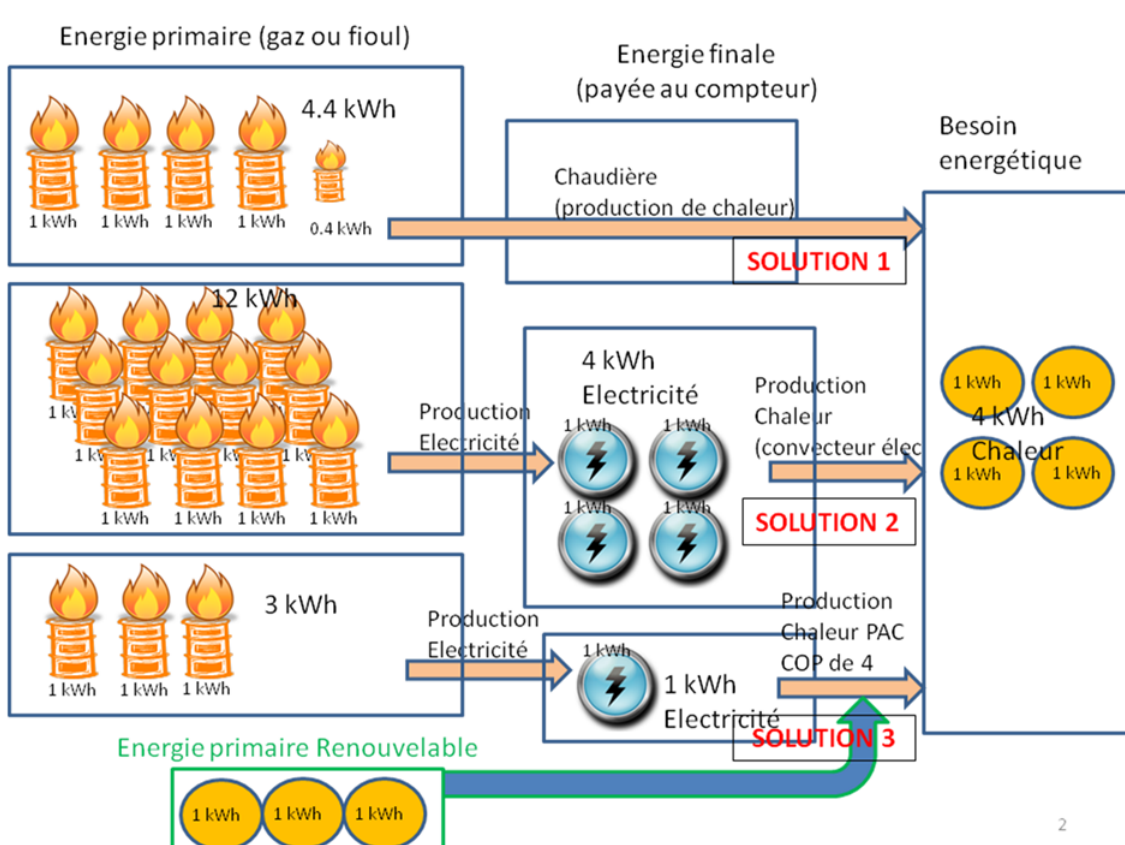 Energie primaire (gaz ou fioul)
4.4 kWh
1 kWh
1 kWh
1 kWh
1 kWh
0.4 kWh
Energie finale
(payée au compteur)
Chaudière
(production de chaleur)
SOLUTION 1
Besoin
energétique
12 kWh
1 kWh
1 kWh
1 kWh
1 kWh
Production
Electricité
4 kWh
Electricité
1 kWh
1 kWh
1 kWh
1 kWh
Production
Chaleur
(convecteur élec
SOLUTION 2
1 kWh
1 kWh
4 kWh
Chaleur
1 kWh
1 kWh
3 kWh
1 kWh
1 kWh
1 kWh
Production
Electricité
1 kWh
1 kWh
Electricité
Production
Chaleur PAC
COP de 4
SOLUTION 3
Energie primaire Renouvelable
1 kWh
1 kWh
1 kWh
2